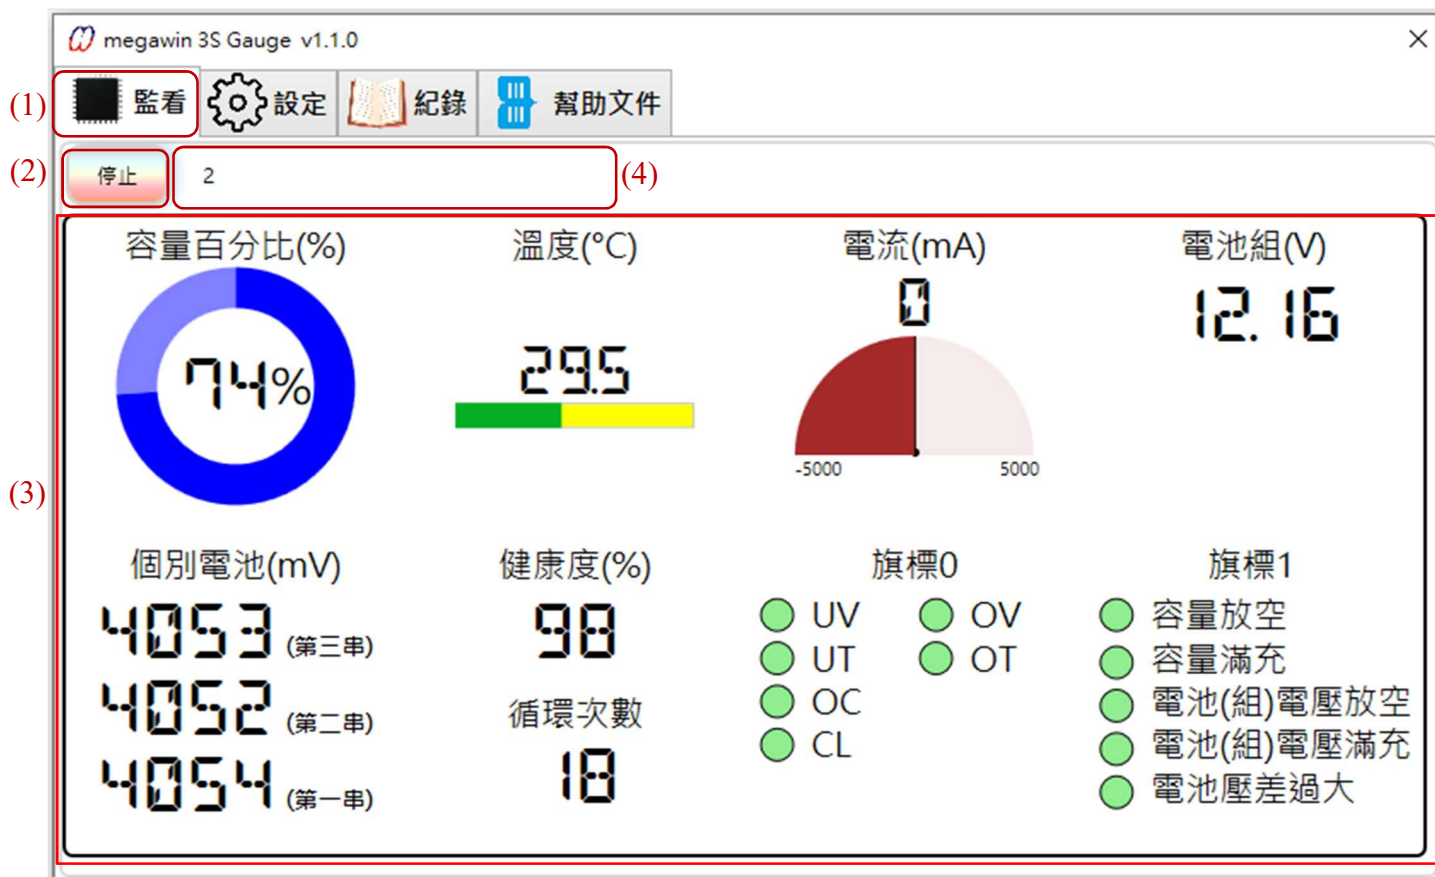 megawin 3S Gauge v1.1.0
(1) 監看 設定 紀錄 幫助文件
(2) 停止 2 (4)
容量百分比(%) 溫度(°C) 電流(mA) 電池組(V)
0 12.16
74% 29.5
-5000 5000
(3)
個別電池(mV) 健康度(%) 旗標0 旗標1
4053 (第三串) 98 UV OV 容量放空
UT OT 容量滿充
4052 (第二串) 循環次數 OC 電池(組)電壓放空
CL 電池(組)電壓滿充
4054 (第一串) 18 電池壓差過大